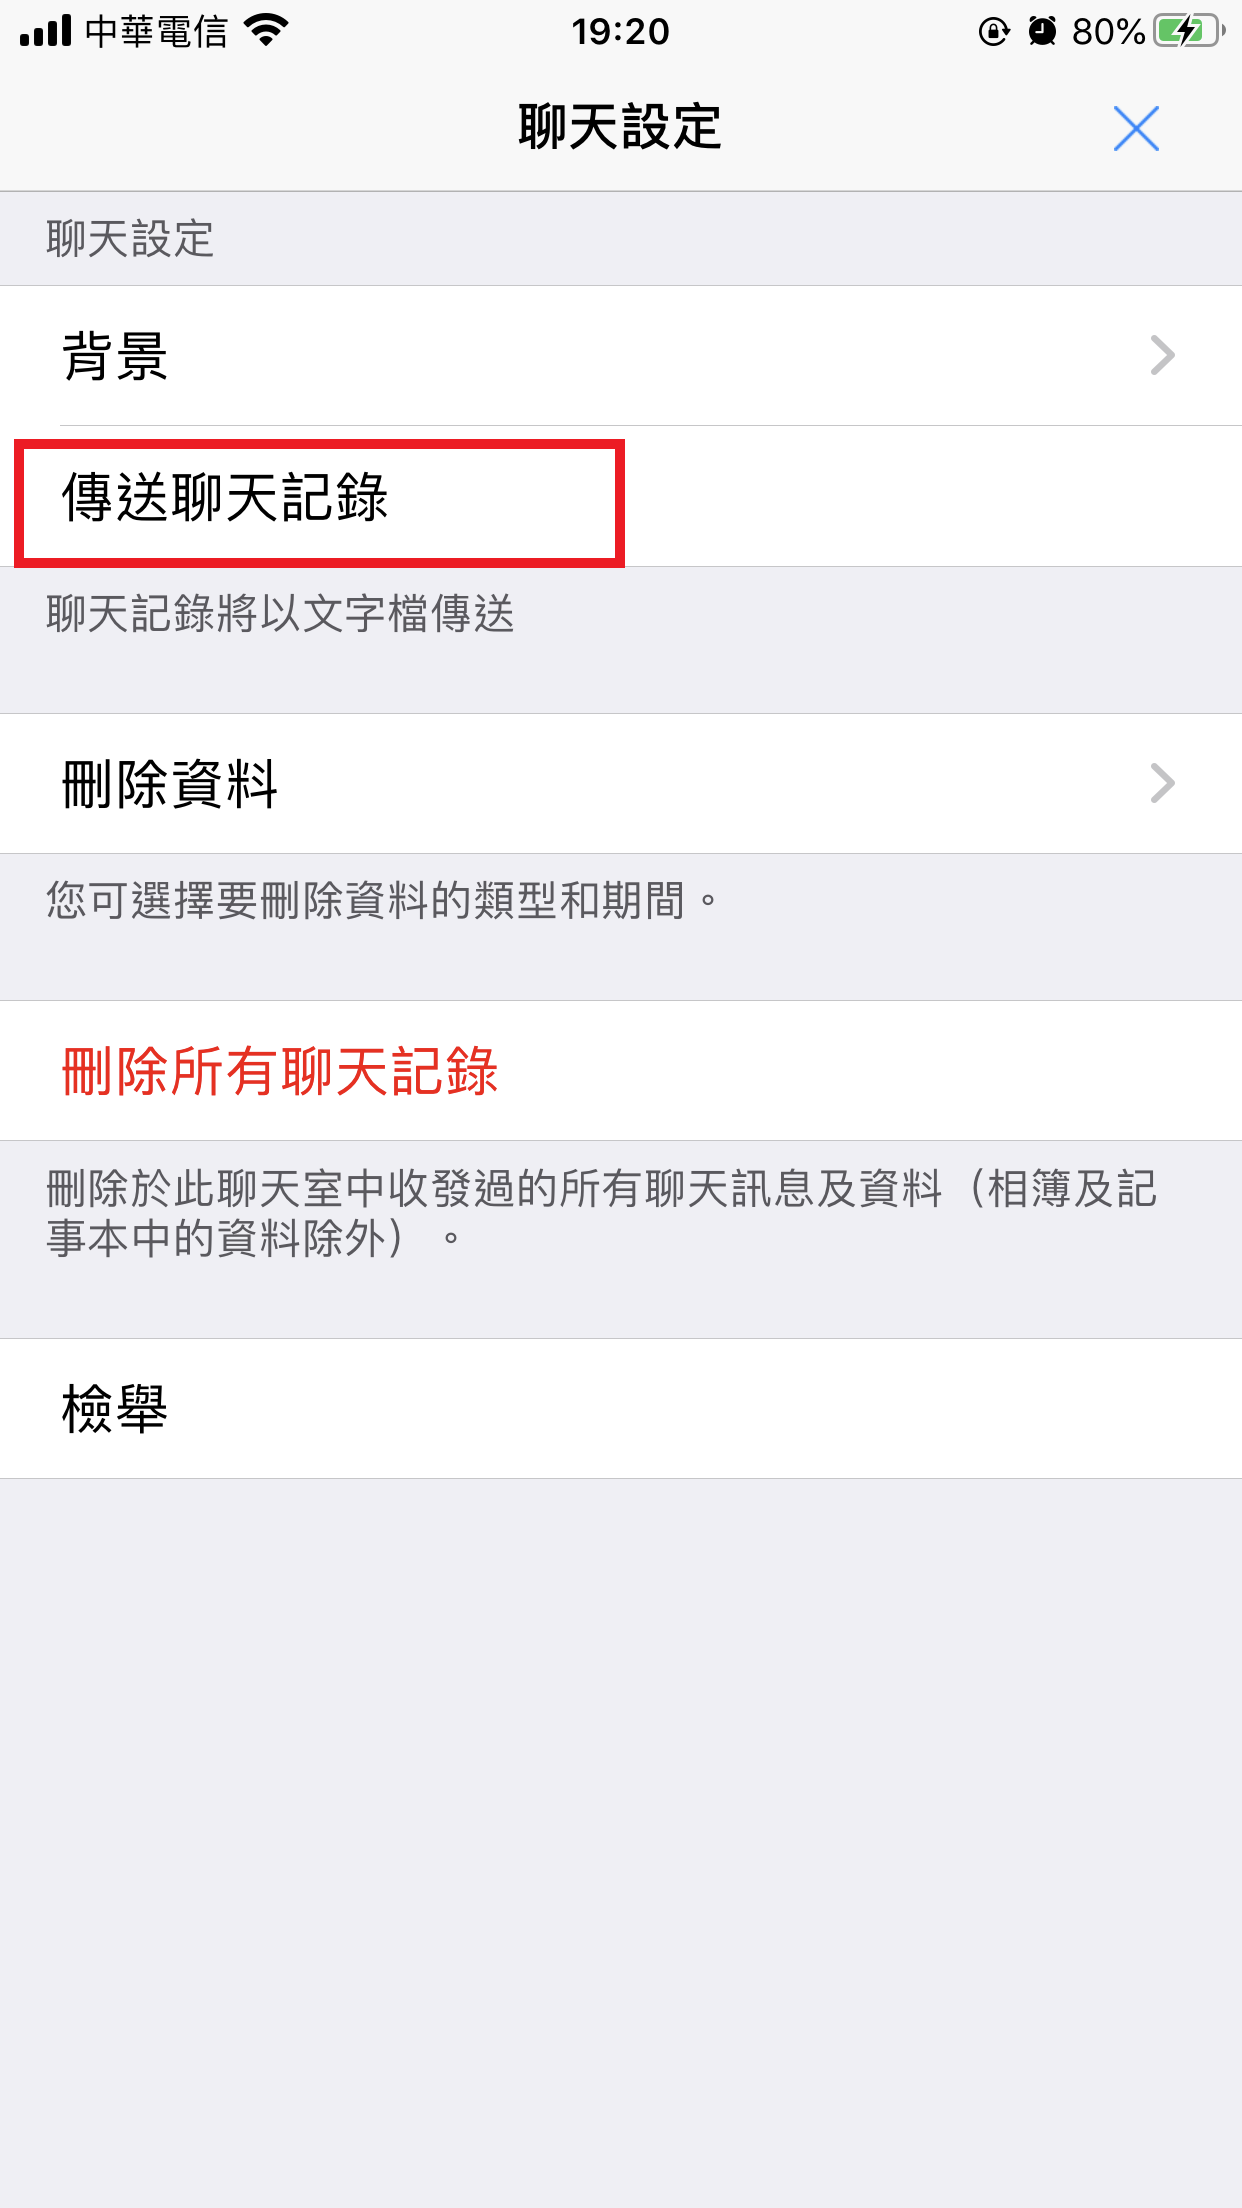 中華電信 19:20 80%
聊天設定
聊天設定
背景
傳送聊天記錄
聊天記錄將以文字檔傳送
刪除資料
您可選擇要刪除資料的類型和期間。
刪除所有聊天記錄
刪除於此聊天室中收發過的所有聊天訊息及資料（相簿及記
事本中的資料除外）。
檢舉